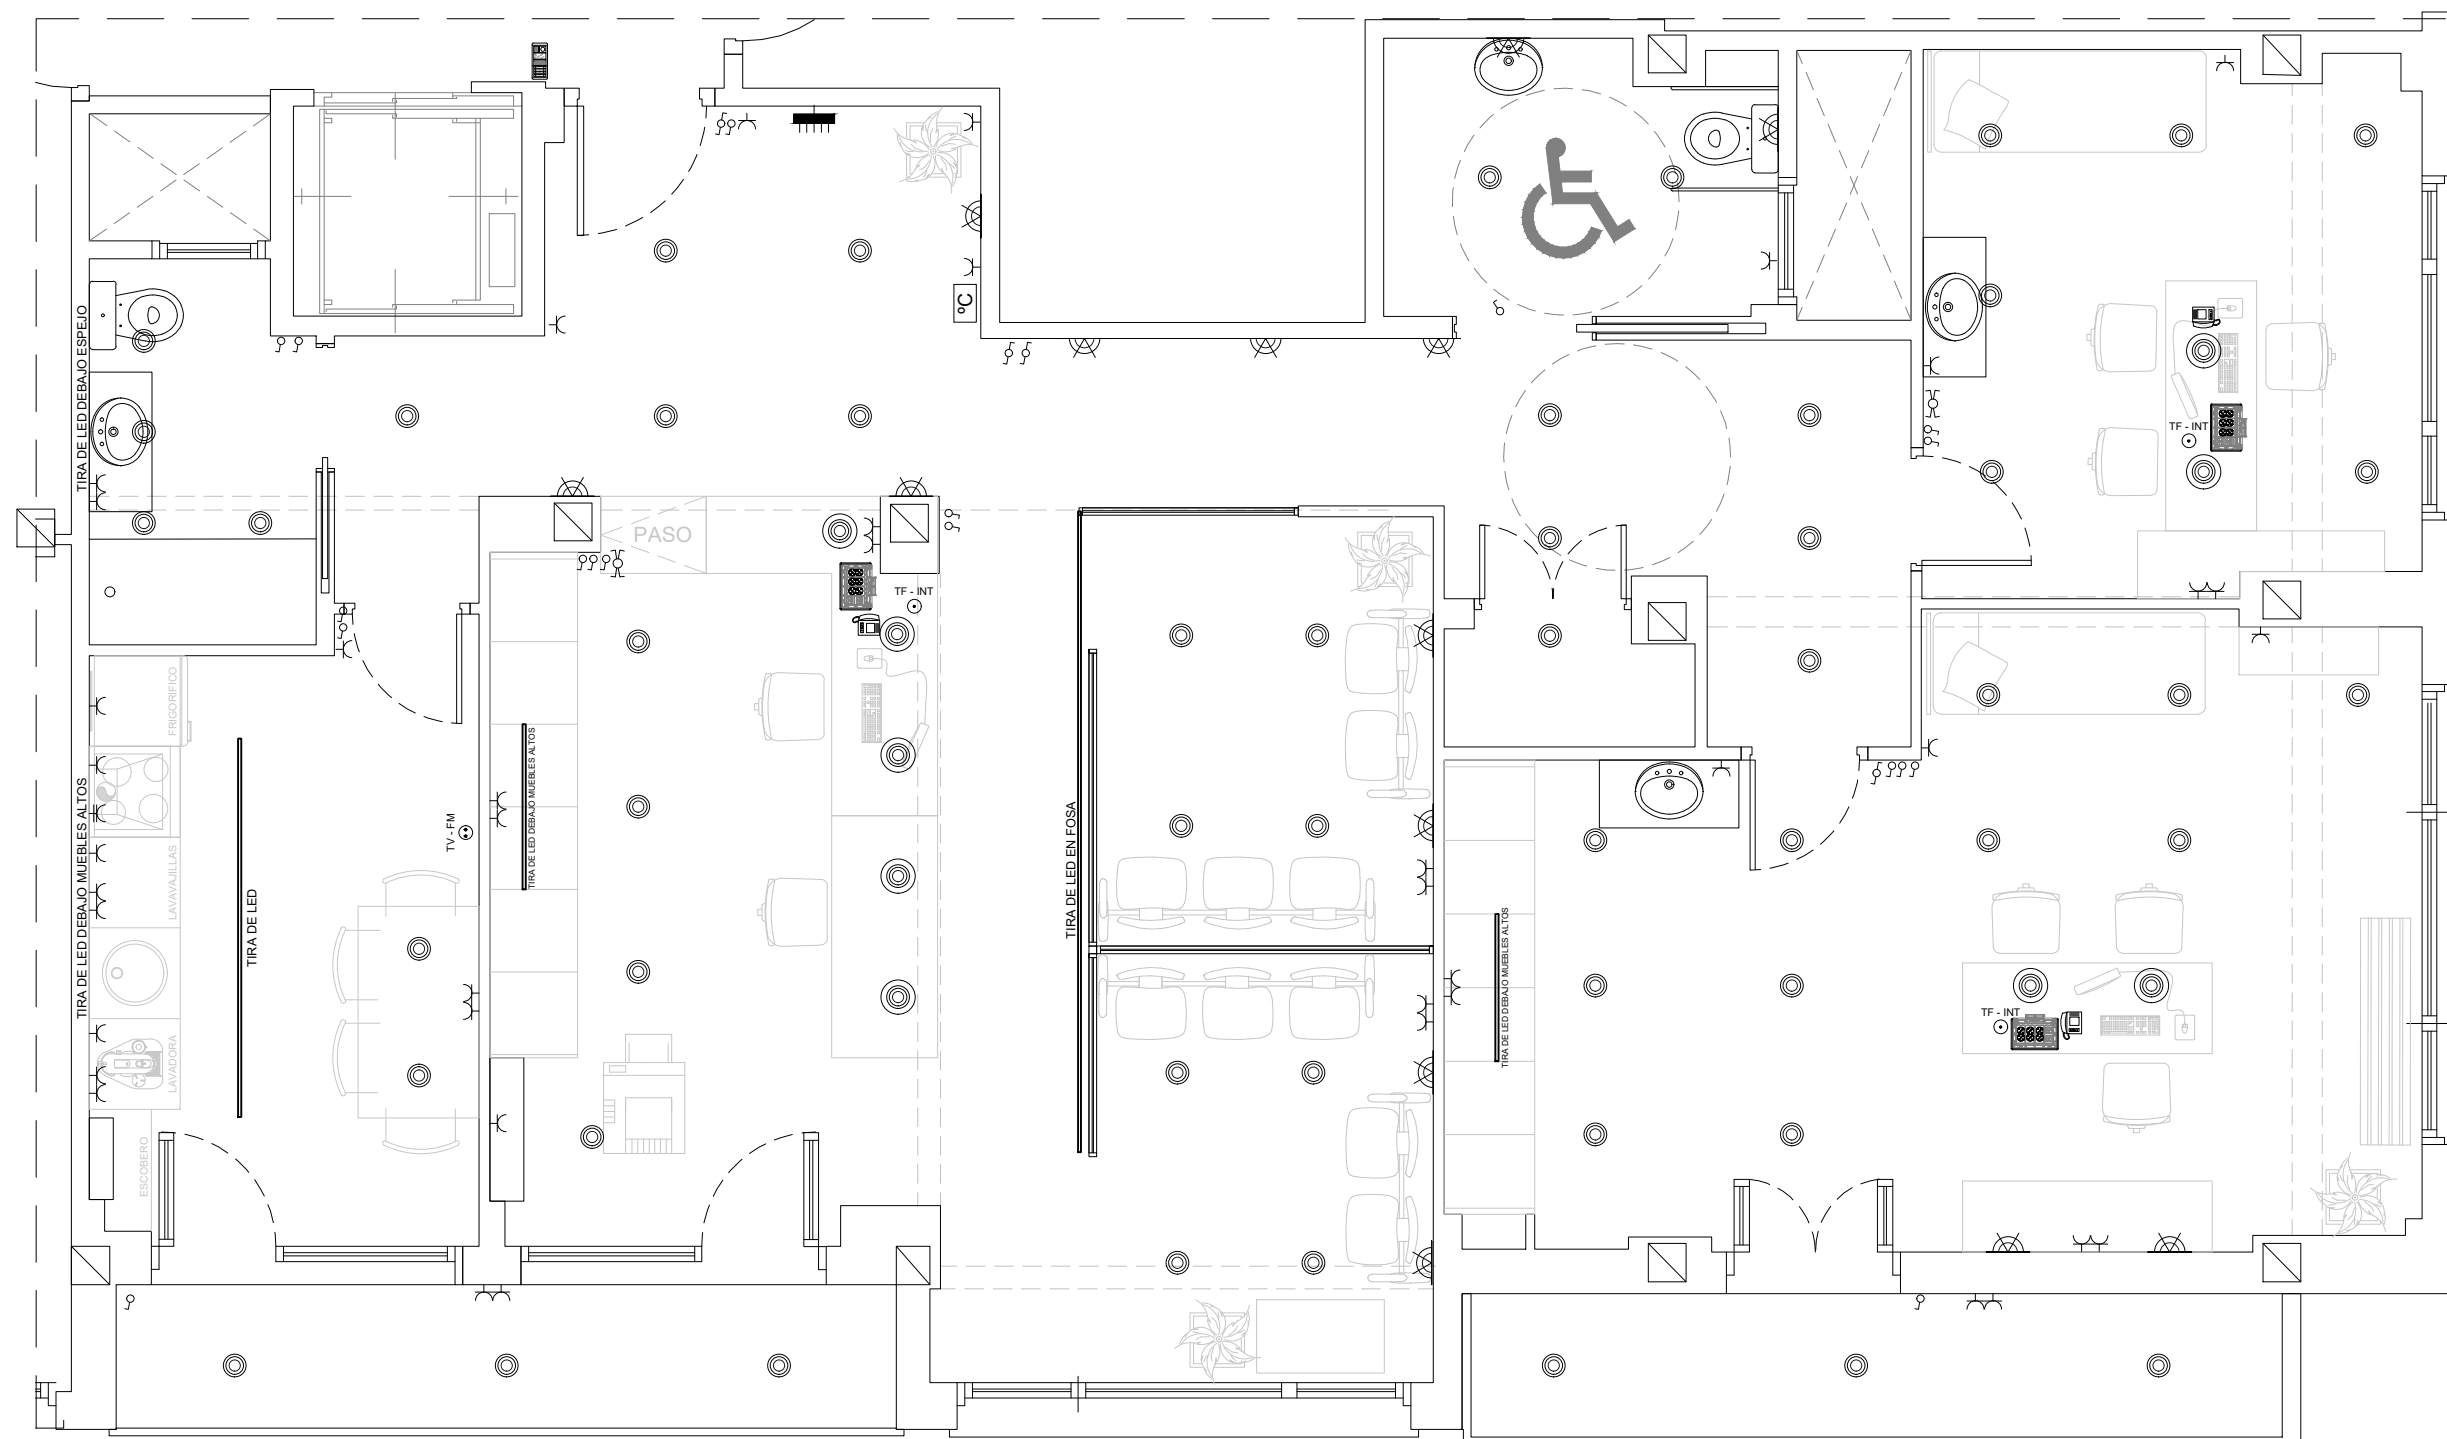 ºC
TIRA DE LED DEBAJO ESPEJO
TF - INT
PASO
TF - INT
FRIGORIFICO
TIRA DE LED DEBAJO MUEBLES ALTOS
TIRA DE LED DEBAJO MUEBLES ALTOS
TV - FM
LAVAVAJILLAS
TIRA DE LED
TIRA DE LED EN FOSA
TIRA DE LED DEBAJO MUEBLES ALTOS
TF - INT
LAVADORA
ESCOBERO